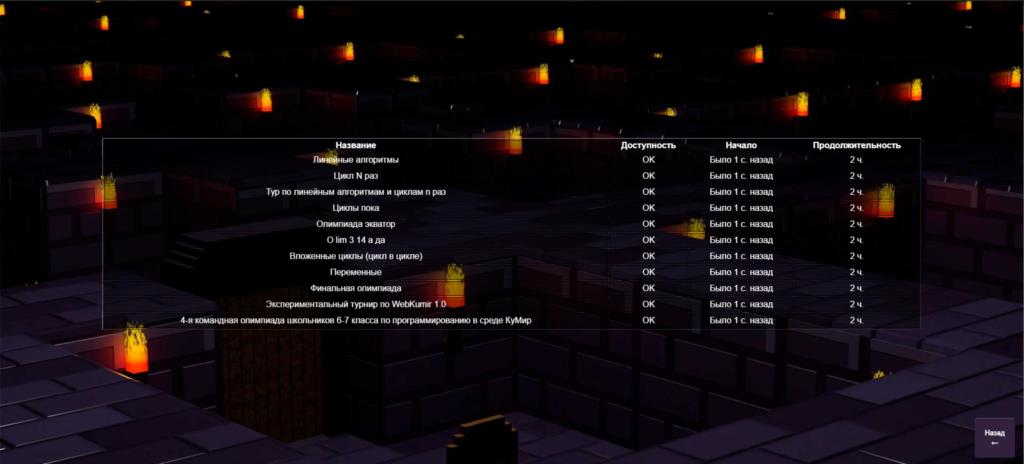 Название Доступность Начало Продолжительность
Линейные алгоритмы OK Было 1 с. назад 2 ч.
Цикл N раз OK Было 1 с. назад 2 ч.
Тур по линейным алгоритмам и циклам n раз OK Было 1 с. назад 2 ч.
Циклы пока OK Было 1 с. назад 2 ч.
Олимпиада экватор OK Было 1 с. назад 2 ч.
O lim 3 14 а да OK Было 1 с. назад 2 ч.
Вложенные циклы (цикл в цикле) OK Было 1 с. назад 2 ч.
Переменные OK Было 1 с. назад 2 ч.
Финальная олимпиада OK Было 1 с. назад 2 ч.
Экспериментальный турнир по WebKumir 1.0 OK Было 1 с. назад 2 ч.
4-я командная олимпиада школьников 6-7 класса по программированию в среде КуМир OK Было 1 с. назад 2 ч.
Назад
←